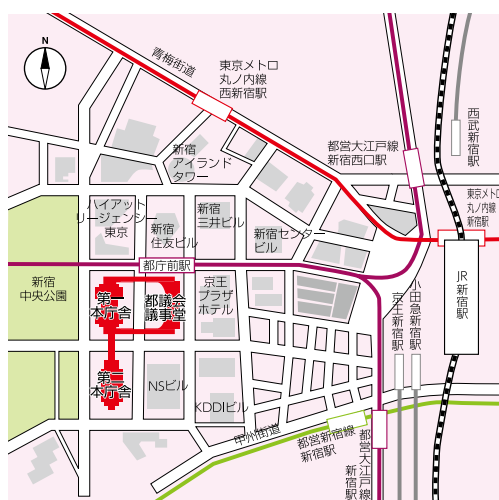 N
青梅街道
東京メトロ
丸ノ内線
西新宿駅
西武新宿駅
都営大江戸線
新宿西口駅
新宿
アイランド
タワー
東京メトロ
丸ノ内線
新宿駅
ハイアット
リージェンシー
東京
新宿
住友ビル
新宿
三井ビル
新宿センター
ビル
都庁前駅
新宿
中央公園
第一
本庁舎
都議会
議事堂
京王
プラザ
ホテル
JR新宿駅
小田急新宿駅
京王新宿駅
第二
本庁舎
NSビル
KDDIビル
甲州街道
都営新宿線
新宿駅
都営大江戸線
新宿駅